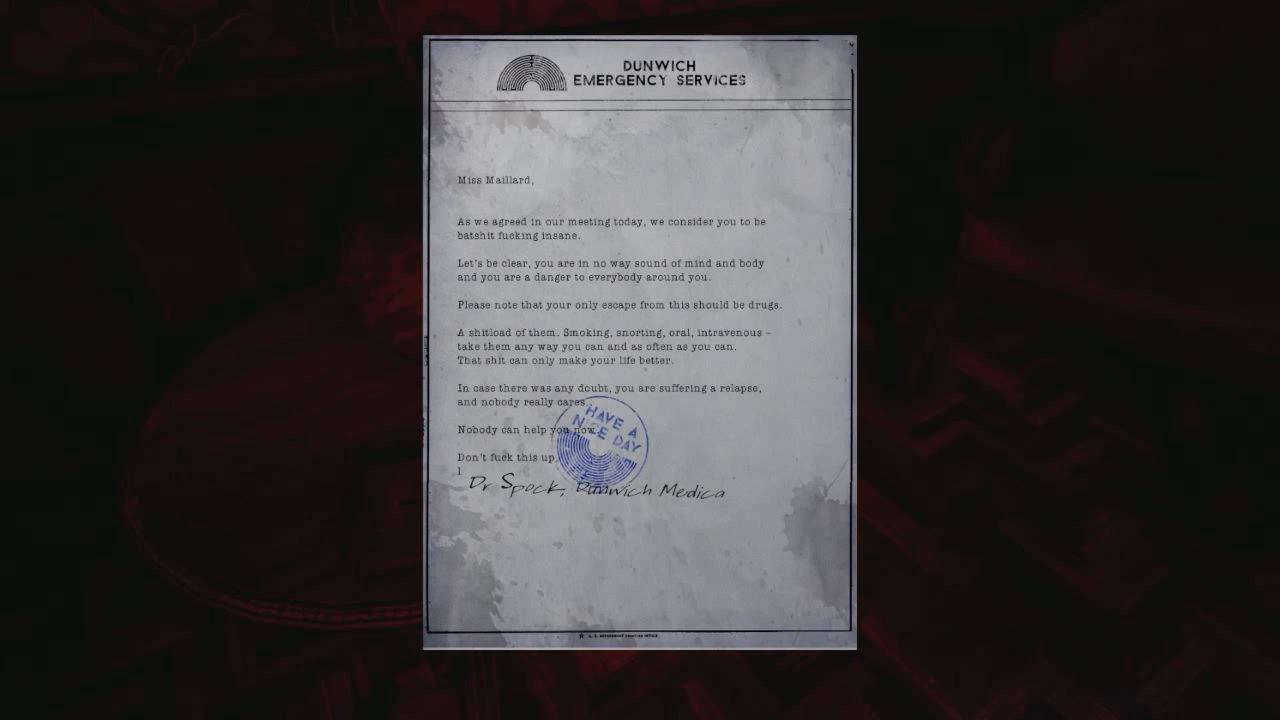 DUNWICH
EMERGENCY SERVICES
Miss Maillard,
As we agreed in our meeting today, we consider you to be
batshit fucking insane.
Let's be clear, you are in no way sound of mind and body
and you are a danger to everybody around you.
Please note that your only escape from this should be drugs.
A shitload of them. Smoking, snorting, oral, intravenous –
take them any way you can and as often as you can.
That shit can only make your life better.
In case there was any doubt, you are suffering a relapse,
and nobody really cares.
HAVE A
NICE DAY
Nobody can help you now.
Don't fuck this up,
l
Dr Spock, Dunwich Medica